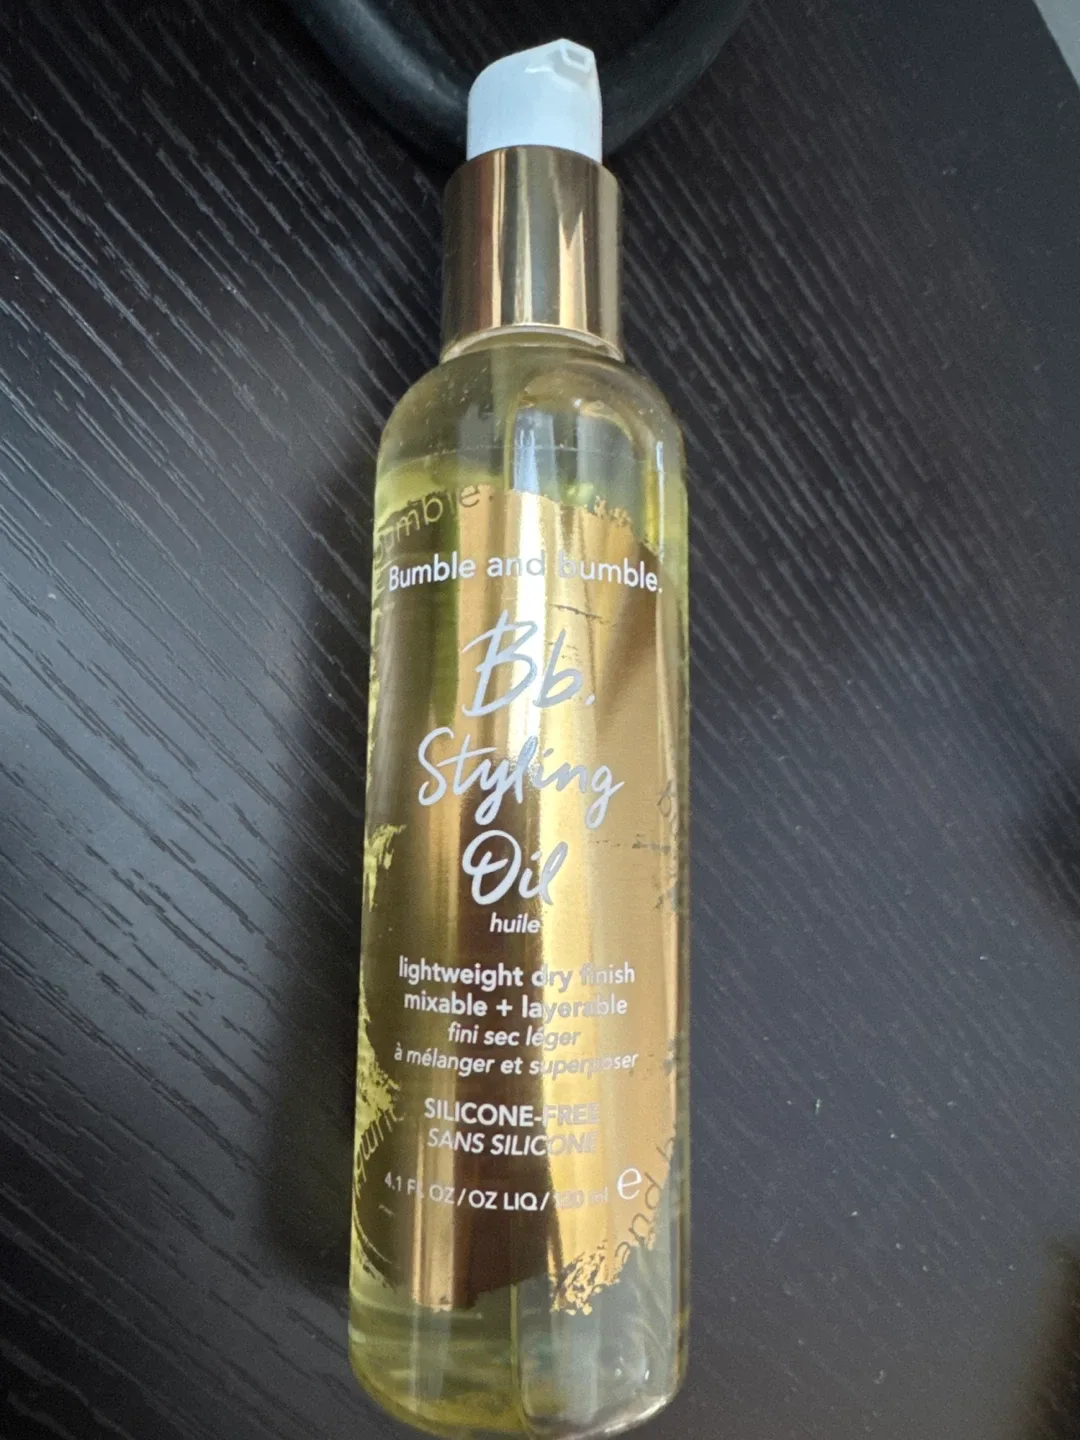 bumble
Bumble and bumble.
Bb.
Styling
Oil
huile
lightweight dry finish
mixable + layerable
fini sec léger
à mélanger et superposer
SILICONE-FREE
SANS SILICONE
4.1 FL OZ/OZ LIQ/120 ml e